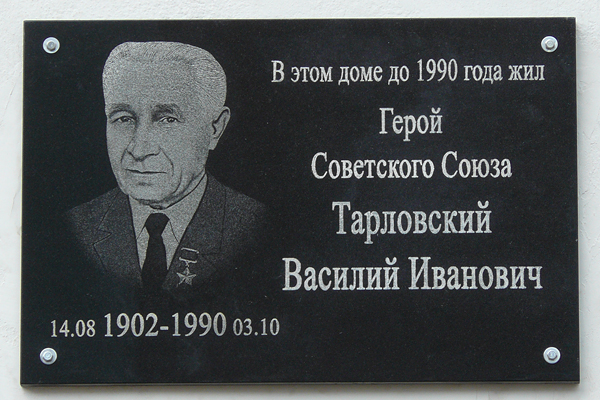 В этом доме до 1990 года жил
Герой
Советского Союза
Тарловский
Василий Иванович
14.08 1902-1990 03.10